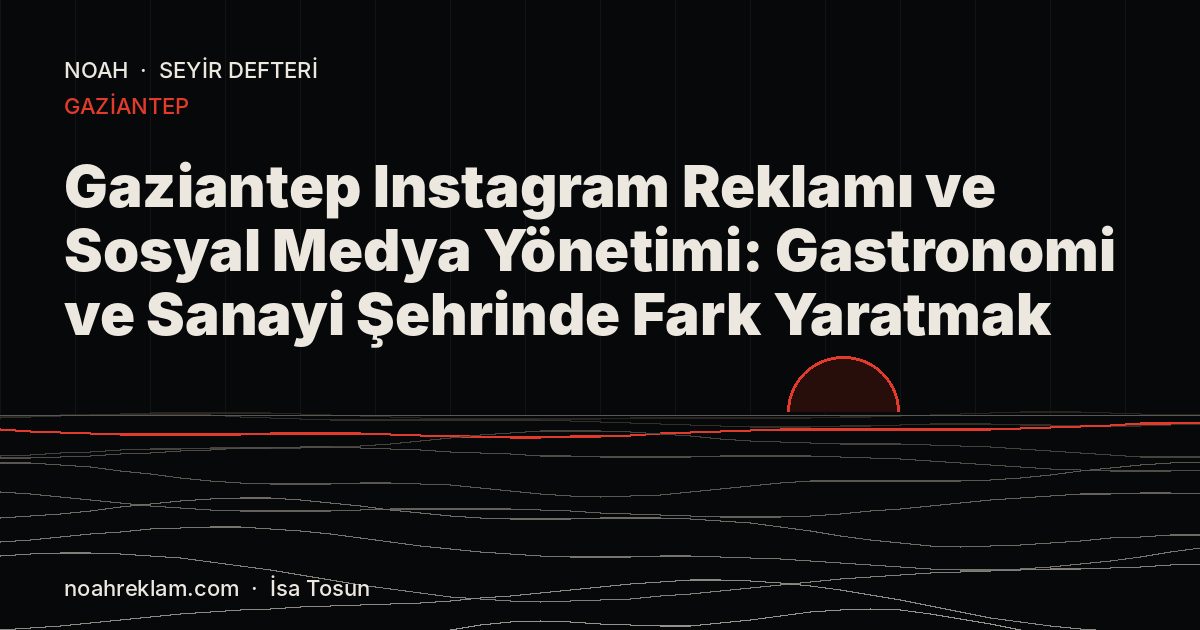 NOAH · SEYİR DEFTERİ
GAZİANTEP
Gaziantep Instagram Reklamı ve
Sosyal Medya Yönetimi: Gastronomi
ve Sanayi Şehrinde Fark Yaratmak
noahreklam.com · İsa Tosun